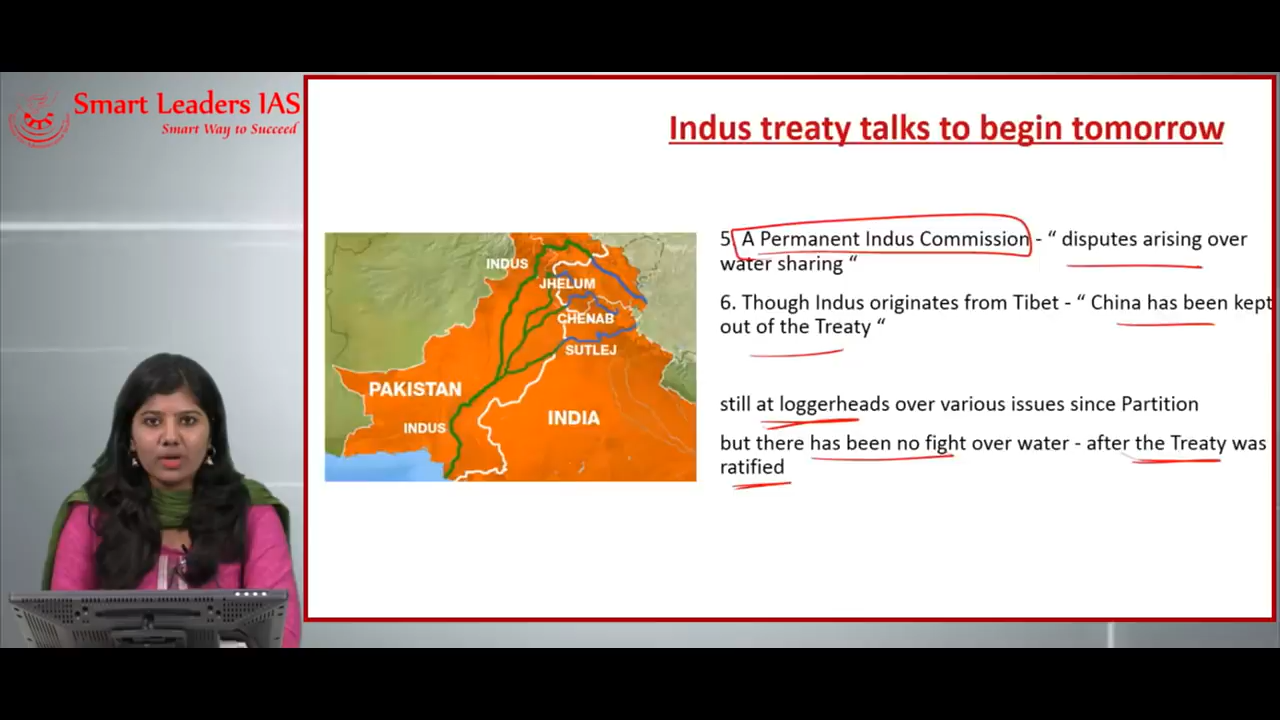 Smart Leaders IAS
Smart Way to Succeed
Indus treaty talks to begin tomorrow
5. A Permanent Indus Commission - “ disputes arising over
water sharing “
6. Though Indus originates from Tibet - “ China has been kept
out of the Treaty “
still at loggerheads over various issues since Partition
but there has been no fight over water - after the Treaty was
ratified
INDUS
JHELUM
CHENAB
SUTLEJ
PAKISTAN
INDIA
INDUS